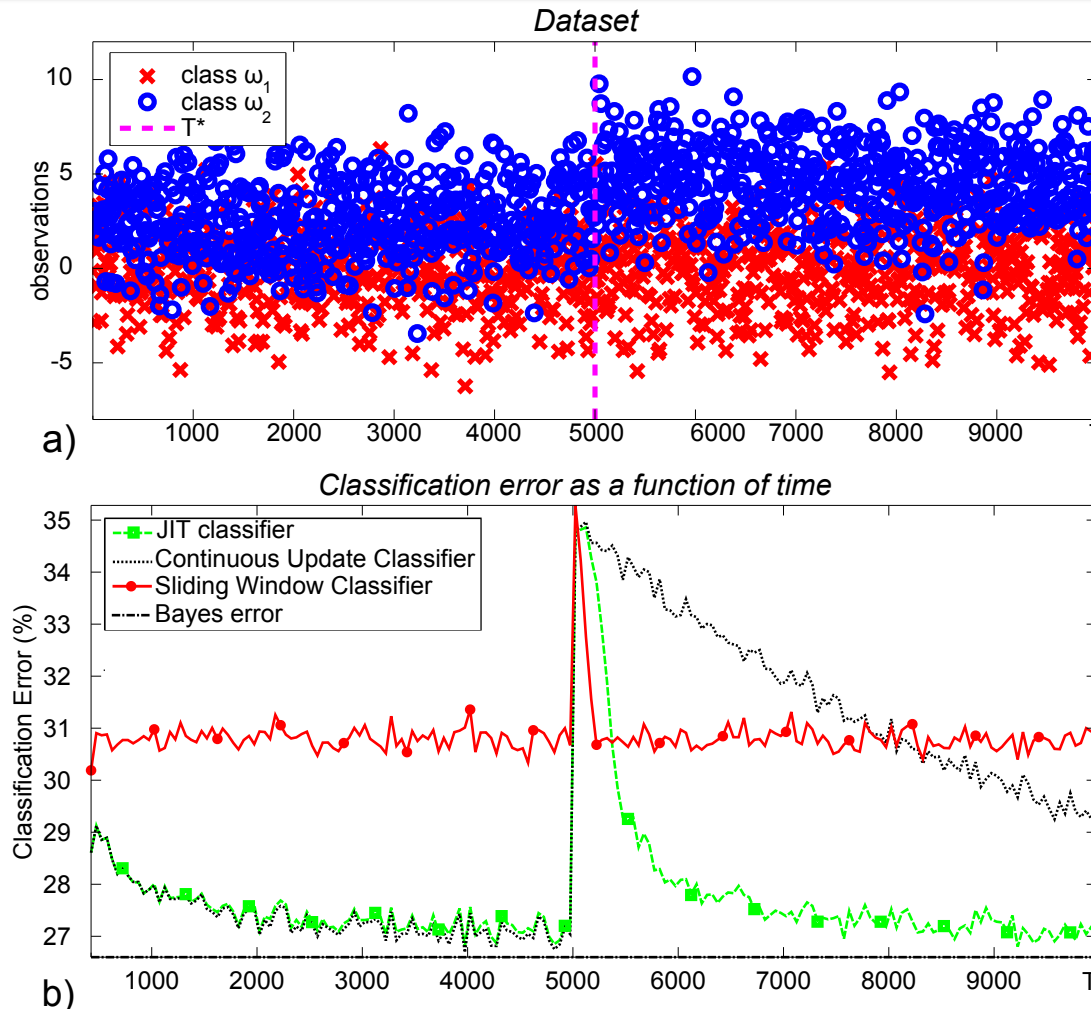 Dataset
observations
10
5
0
-5
class ω1
class ω2
T*
1000 2000 3000 4000 5000 6000 7000 8000 9000
a)
Classification error as a function of time
Classification Error (%)
35
34
33
32
31
30
29
28
27
JIT classifier
Continuous Update Classifier
Sliding Window Classifier
Bayes error
1000 2000 3000 4000 5000 6000 7000 8000 9000 T
b)